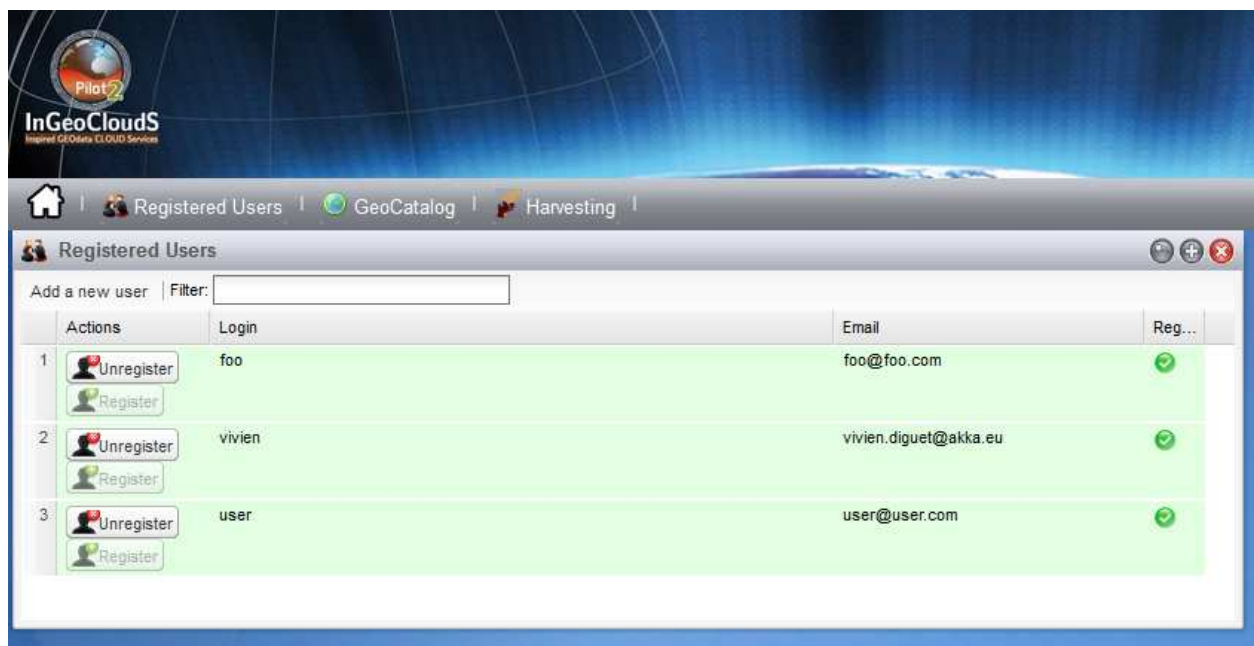 Pilot2
InGeoCloudS
Inspired GEOdata CLOUD Services
Registered Users GeoCatalog Harvesting
Registered Users
Add a new user Filter:
Actions Login Email Reg...
1 Unregister foo foo@foo.com
Register
2 Unregister vivien vivien.diguet@akka.eu
Register
3 Unregister user user@user.com
Register